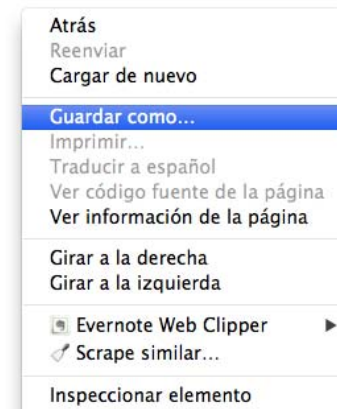 Atrás
Reenviar
Cargar de nuevo
Guardar como...
Imprimir...
Traducir a español
Ver código fuente de la página
Ver información de la página
Girar a la derecha
Girar a la izquierda
Evernote Web Clipper
Scrape similar...
Inspeccionar elemento